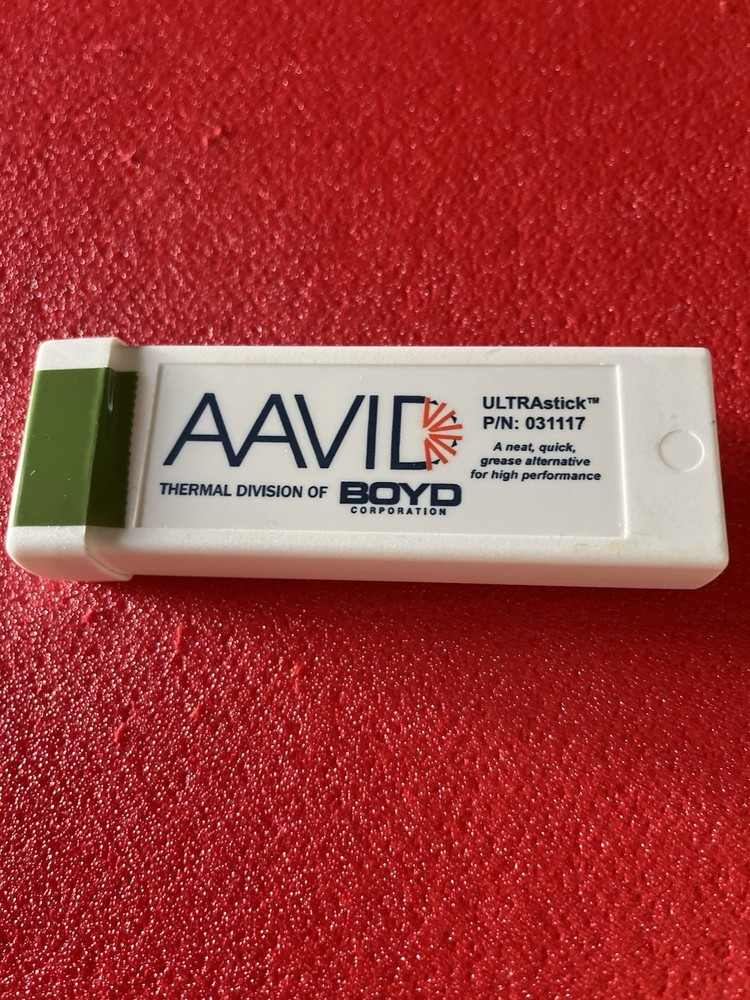 AAVID
THERMAL DIVISION OF BOYD
CORPORATION
ULTRAstick™
P/N: 031117
A neat, quick,
grease alternative
for high performance